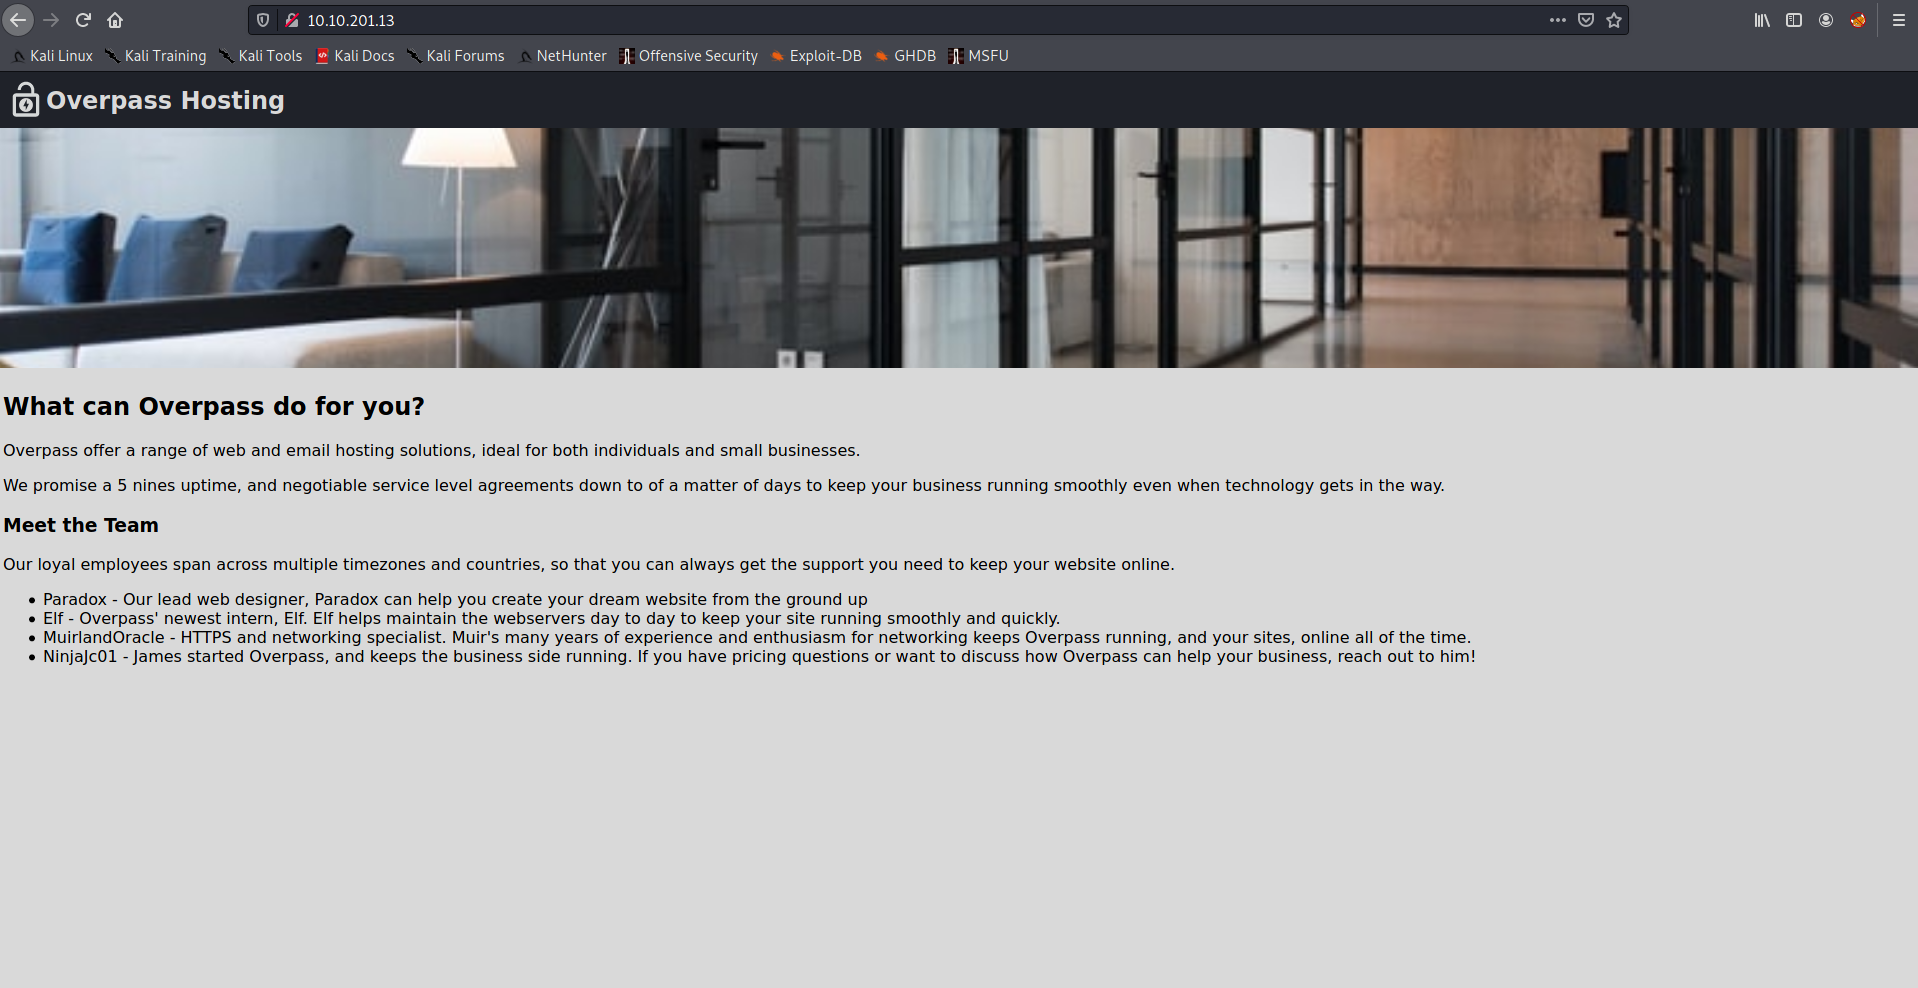 10.10.201.13
Kali Linux Kali Training Kali Tools Kali Docs Kali Forums NetHunter Offensive Security Exploit-DB GHDB MSFU
Overpass Hosting
What can Overpass do for you?
Overpass offer a range of web and email hosting solutions, ideal for both individuals and small businesses.
We promise a 5 nines uptime, and negotiable service level agreements down to of a matter of days to keep your business running smoothly even when technology gets in the way.
Meet the Team
Our loyal employees span across multiple timezones and countries, so that you can always get the support you need to keep your website online.
• Paradox - Our lead web designer, Paradox can help you create your dream website from the ground up
• Elf - Overpass' newest intern, Elf. Elf helps maintain the webservers day to day to keep your site running smoothly and quickly.
• MuirlandOracle - HTTPS and networking specialist. Muir's many years of experience and enthusiasm for networking keeps Overpass running, and your sites, online all of the time.
• NinjaJc01 - James started Overpass, and keeps the business side running. If you have pricing questions or want to discuss how Overpass can help your business, reach out to him!